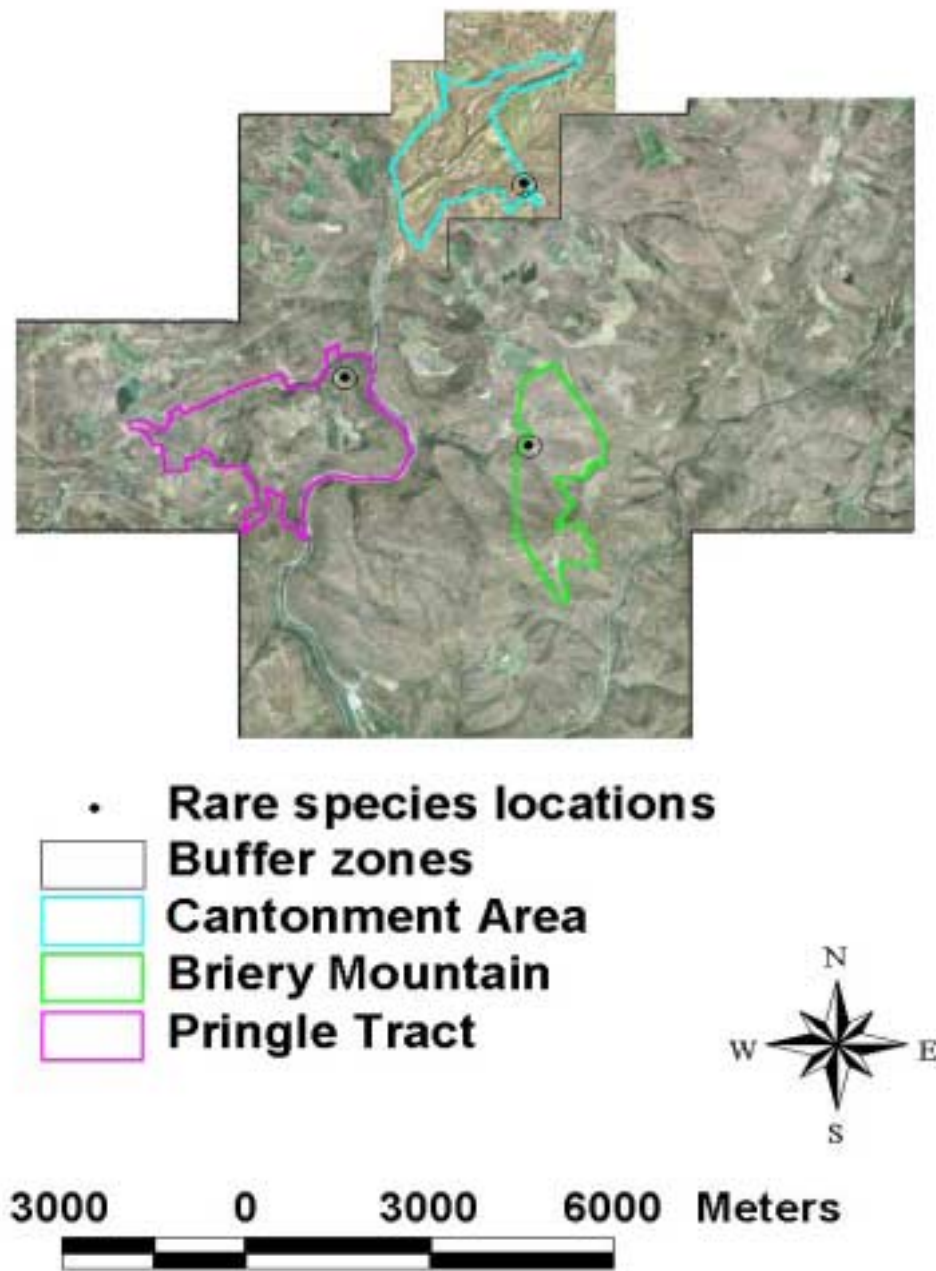 Rare species locations
Buffer zones
Cantonment Area
Briery Mountain
Pringle Tract
N
W E
S
3000 0 3000 6000 Meters